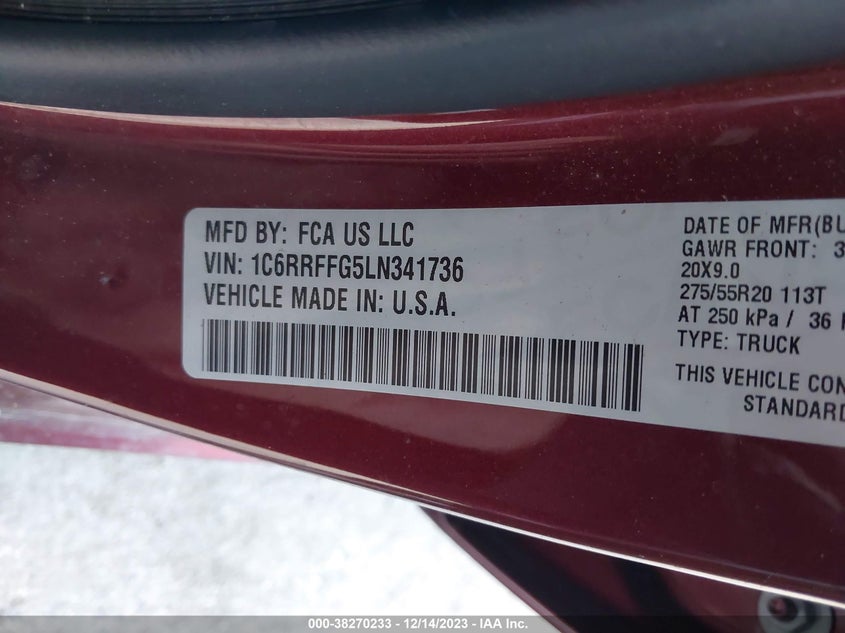 MFD BY: FCA US LLC
VIN: 1C6RRFFG5LN341736
VEHICLE MADE IN: U.S.A.
DATE OF MFR(BU
GAWR FRONT: 3
20X9.0
275/55R20 113T
AT 250 kPa / 36
TYPE: TRUCK
THIS VEHICLE CON
STANDARD
000-38270233 - 12/14/2023 - IAA Inc.